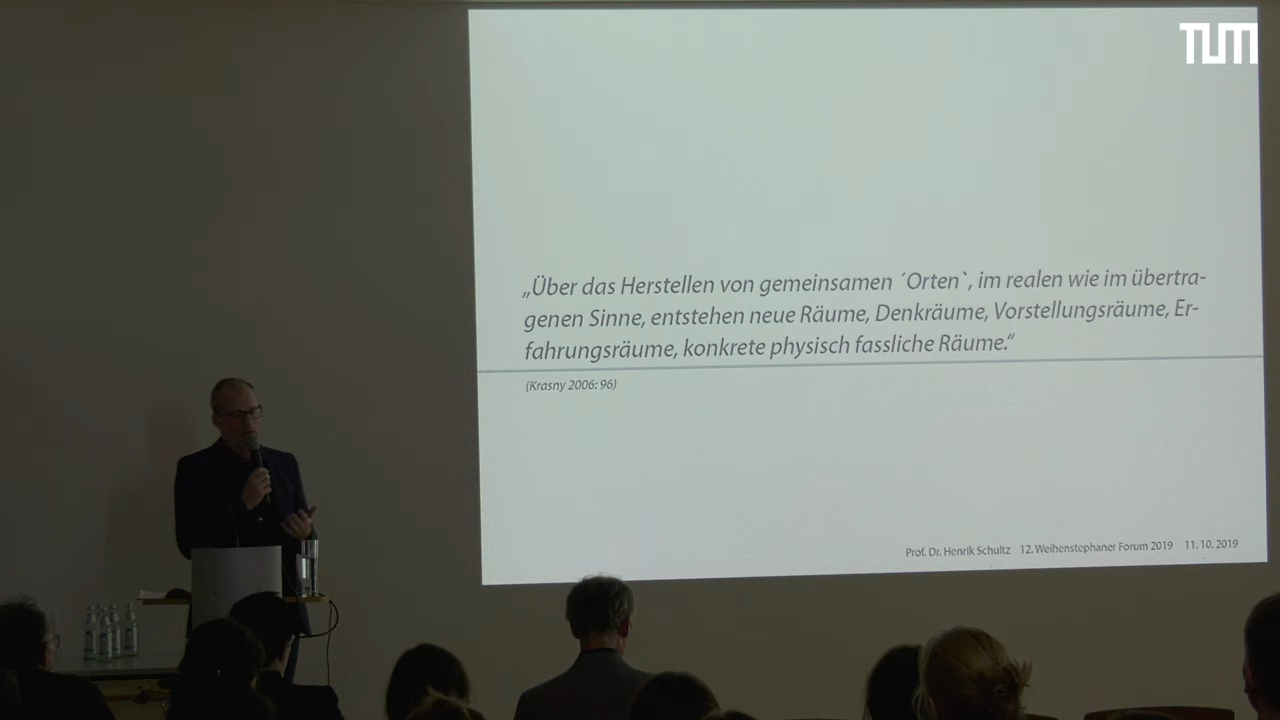 TUM
„Über das Herstellen von gemeinsamen ´Orten`, im realen wie im übertra-
genen Sinne, entstehen neue Räume, Denkräume, Vorstellungsräume, Er-
fahrungsräume, konkrete physisch fassliche Räume.“
(Krasny 2006: 96)
Prof. Dr. Henrik Schultz 12. Weihenstephaner Forum 2019 11. 10. 2019